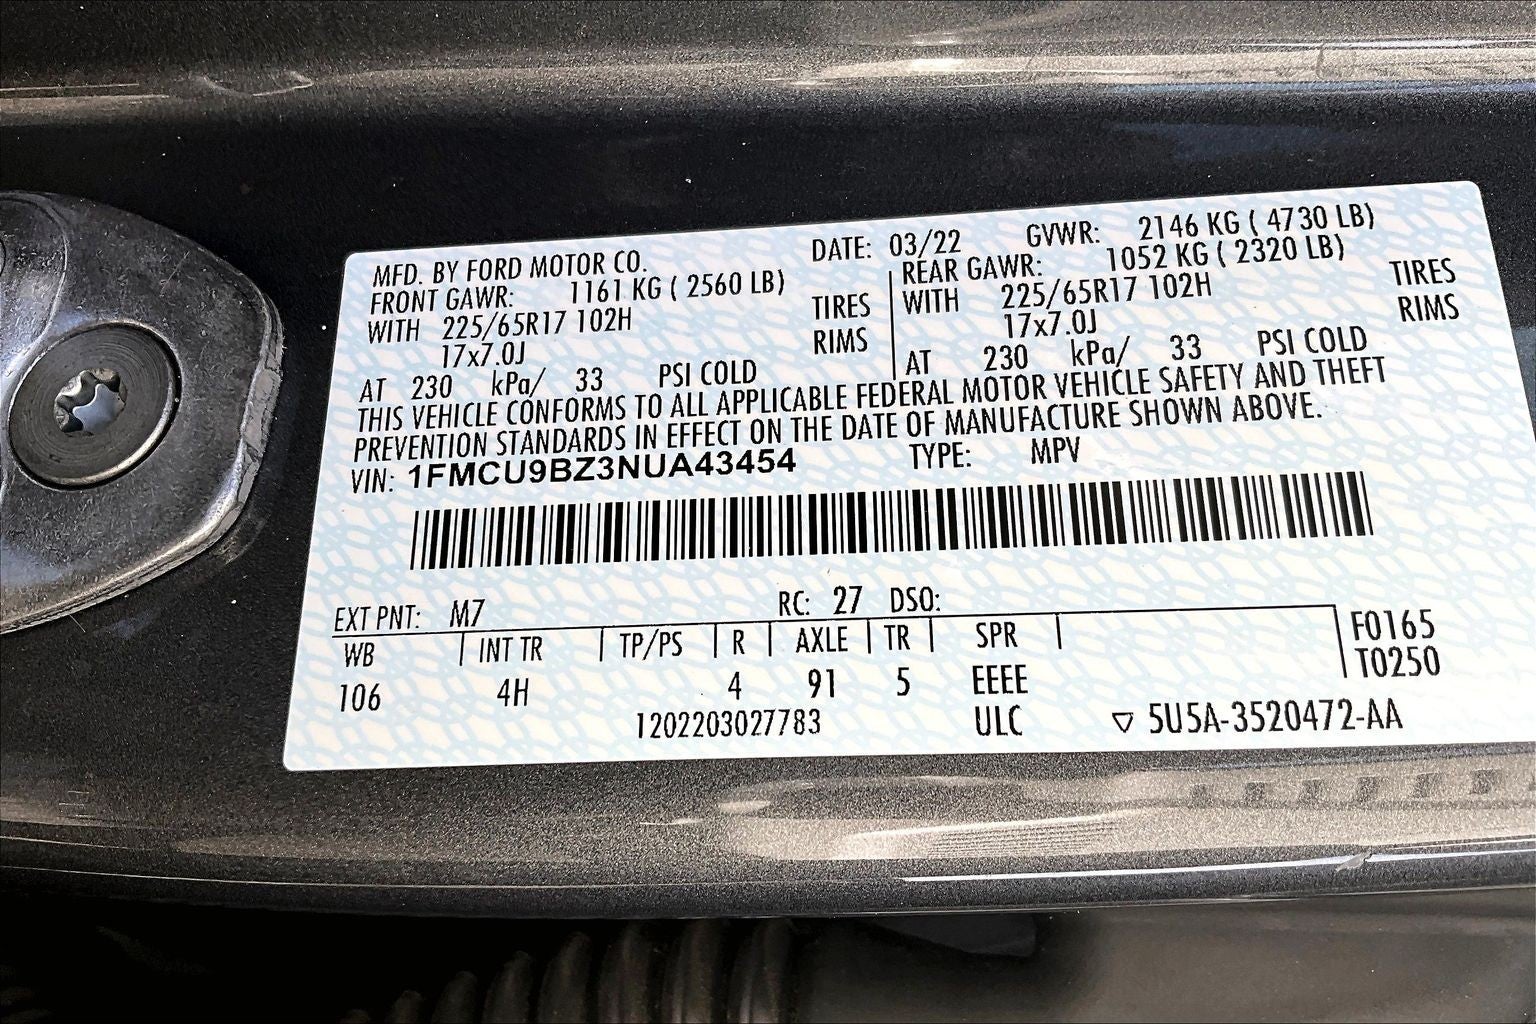 MFD. BY FORD MOTOR CO. DATE: 03/22 GVWR: 2146 KG ( 4730 LB)
FRONT GAWR: 1161 KG ( 2560 LB) REAR GAWR: 1052 KG ( 2320 LB)
WITH 225/65R17 102H TIRES WITH 225/65R17 102H TIRES
17x7.0J RIMS 17x7.0J RIMS
AT 230 kPa/ 33 PSI COLD AT 230 kPa/ 33 PSI COLD
THIS VEHICLE CONFORMS TO ALL APPLICABLE FEDERAL MOTOR VEHICLE SAFETY AND THEFT
PREVENTION STANDARDS IN EFFECT ON THE DATE OF MANUFACTURE SHOWN ABOVE.
VIN: 1FMCU9BZ3NUA43454 TYPE: MPV
EXT PNT: M7 RC: 27 DSO:
WB INT TR TP/PS R AXLE TR SPR F0165
106 4H 4 91 5 EEEE T0250
1202203027783 ULC ▽ 5U5A-3520472-AA